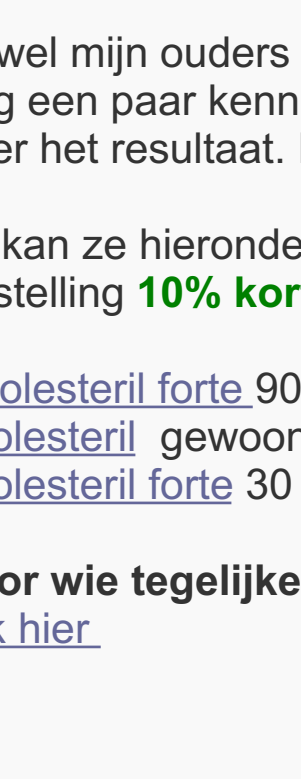 wel mijn ouders
g een paar kenn
er het resultaat.
kan ze hieronde
stelling 10% kor
olesteril forte 90
olesteril gewoon
olesteril forte 30
or wie tegelijke
k hier